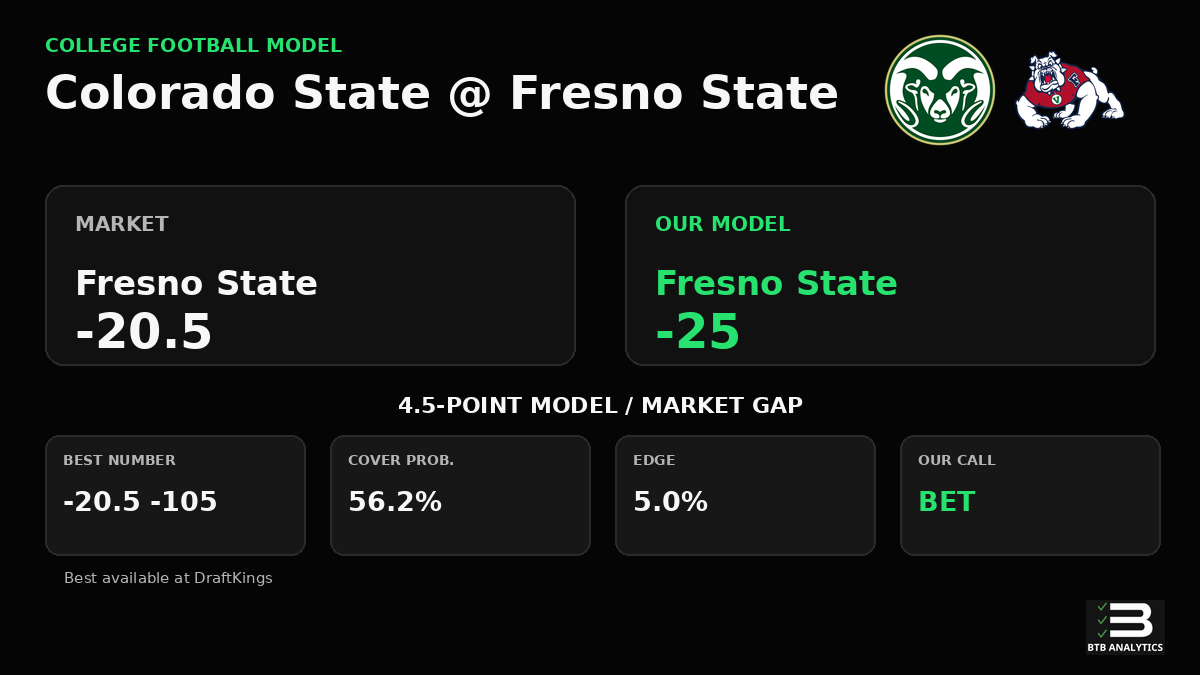 COLLEGE FOOTBALL MODEL
Colorado State @ Fresno State
MARKET
Fresno State
-20.5
OUR MODEL
Fresno State
-25
4.5-POINT MODEL / MARKET GAP
BEST NUMBER
-20.5 -105
COVER PROB.
56.2%
EDGE
5.0%
OUR CALL
BET
Best available at DraftKings
BTB ANALYTICS